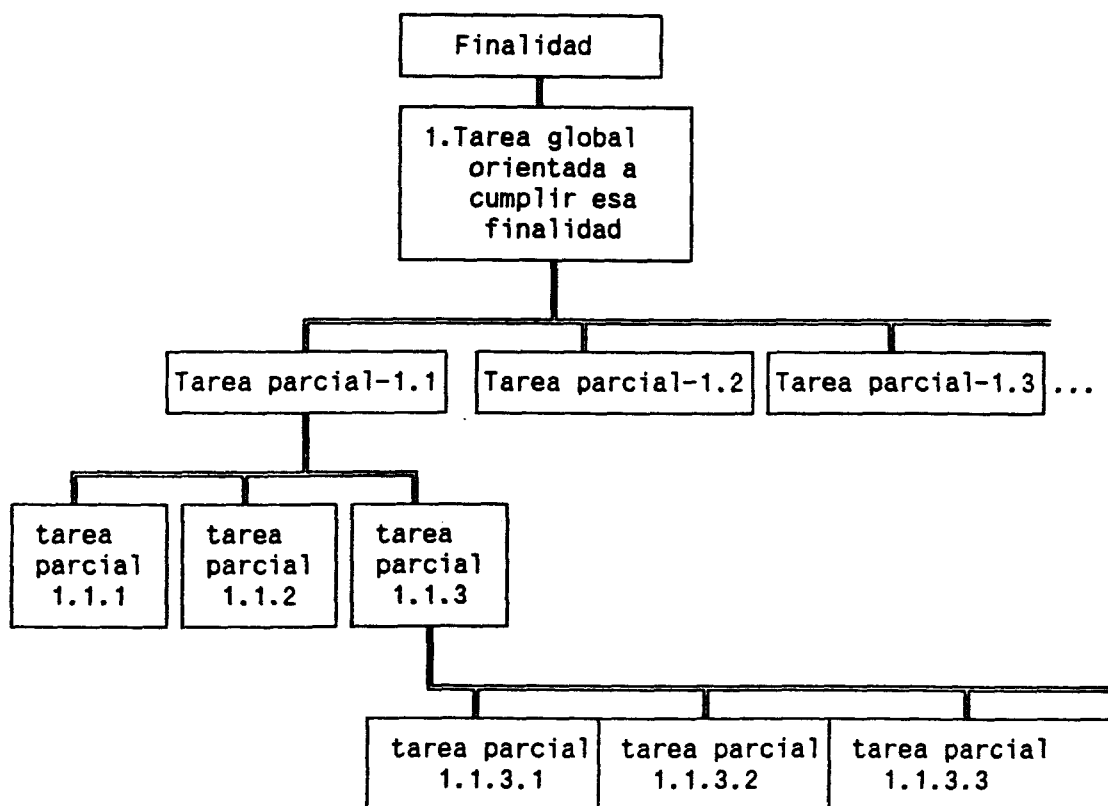 Finalidad
1.Tarea global
orientada a
cumplir esa
finalidad
Tarea parcial-1.1
Tarea parcial-1.2
Tarea parcial-1.3 ...
tarea
parcial
1.1.1
tarea
parcial
1.1.2
tarea
parcial
1.1.3
tarea parcial
1.1.3.1
tarea parcial
1.1.3.2
tarea parcial
1.1.3.3